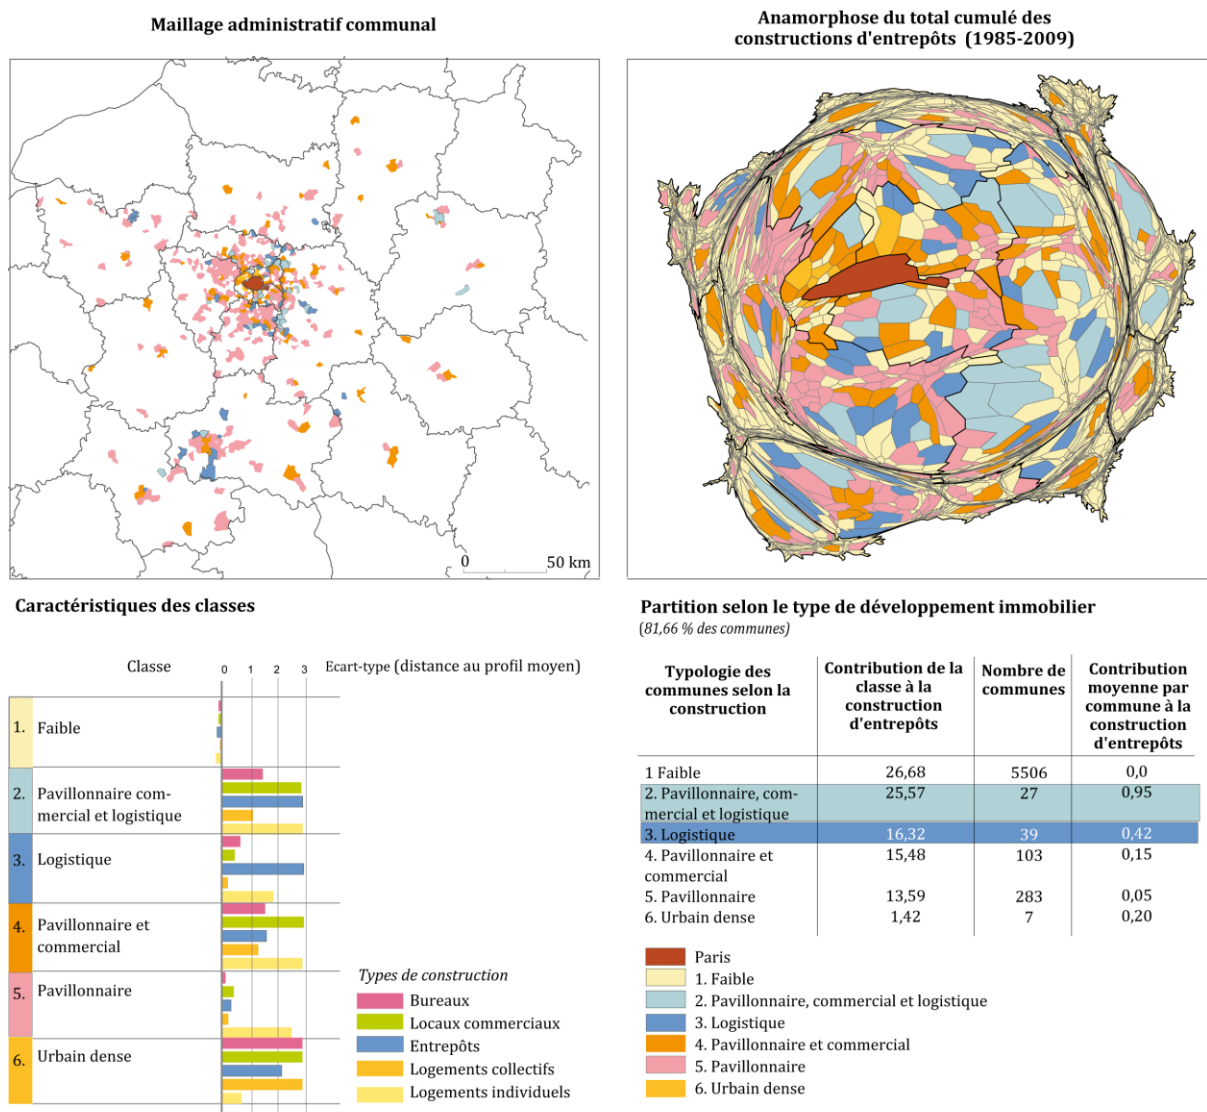 Maillage administratif communal
Anamorphose du total cumulé des
constructions d'entrepôts (1985-2009)
0 50 km
Caractéristiques des classes
Classe
0 1 2 3 Ecart-type (distance au profil moyen)
1. Faible
2. Pavillonnaire com-
mercial et logistique
3. Logistique
4. Pavillonnaire et
commercial
5. Pavillonnaire
6. Urbain dense
Types de construction
Bureaux
Locaux commerciaux
Entrepôts
Logements collectifs
Logements individuels
Partition selon le type de développement immobilier
(81,66 % des communes)
Typologie des
communes selon la
construction
Contribution de la
classe à la
construction
d'entrepôts
Nombre de
communes
Contribution
moyenne par
commune à la
construction
d'entrepôts
1 Faible 26,68 5506 0,0
2. Pavillonnaire, com- 25,57 27 0,95
mercial et logistique
3. Logistique 16,32 39 0,42
4. Pavillonnaire et 15,48 103 0,15
commercial
5. Pavillonnaire 13,59 283 0,05
6. Urbain dense 1,42 7 0,20
Paris
1. Faible
2. Pavillonnaire, commercial et logistique
3. Logistique
4. Pavillonnaire et commercial
5. Pavillonnaire
6. Urbain dense